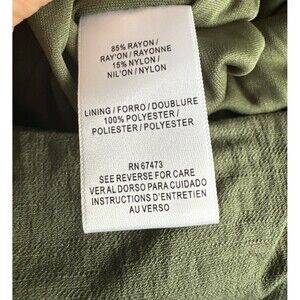 85% RAYON /
RAY'ON / RAYONNE
15% NYLON /
NIL'ON / NYLON
LINING / FORRO / DOUBLURE
100% POLYESTER /
POLIESTER / POLYESTER
RN 67473
SEE REVERSE FOR CARE
VER AL DORSO PARA CUIDADO
INSTRUCTIONS D'ENTRETIEN
AU VERSO